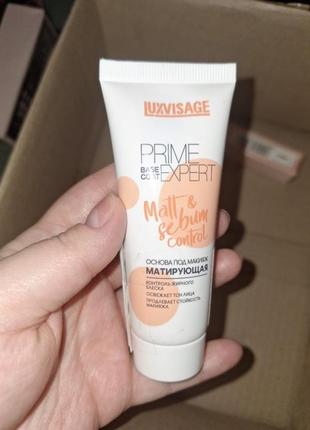 LUXVISAGE
PRIME
BASE
COAT
EXPERT
Matt &
sebum
control
ОСНОВА ПОД МАКИЯЖ
МАТИРУЮЩАЯ
КОНТРОЛЬ ЖИРНОГО
БЛЕСКА
ОСВЕЖАЕТ ТОН ЛИЦА
ПРОДЛЕВАЕТ СТОЙКОСТЬ
МАКИЯЖА